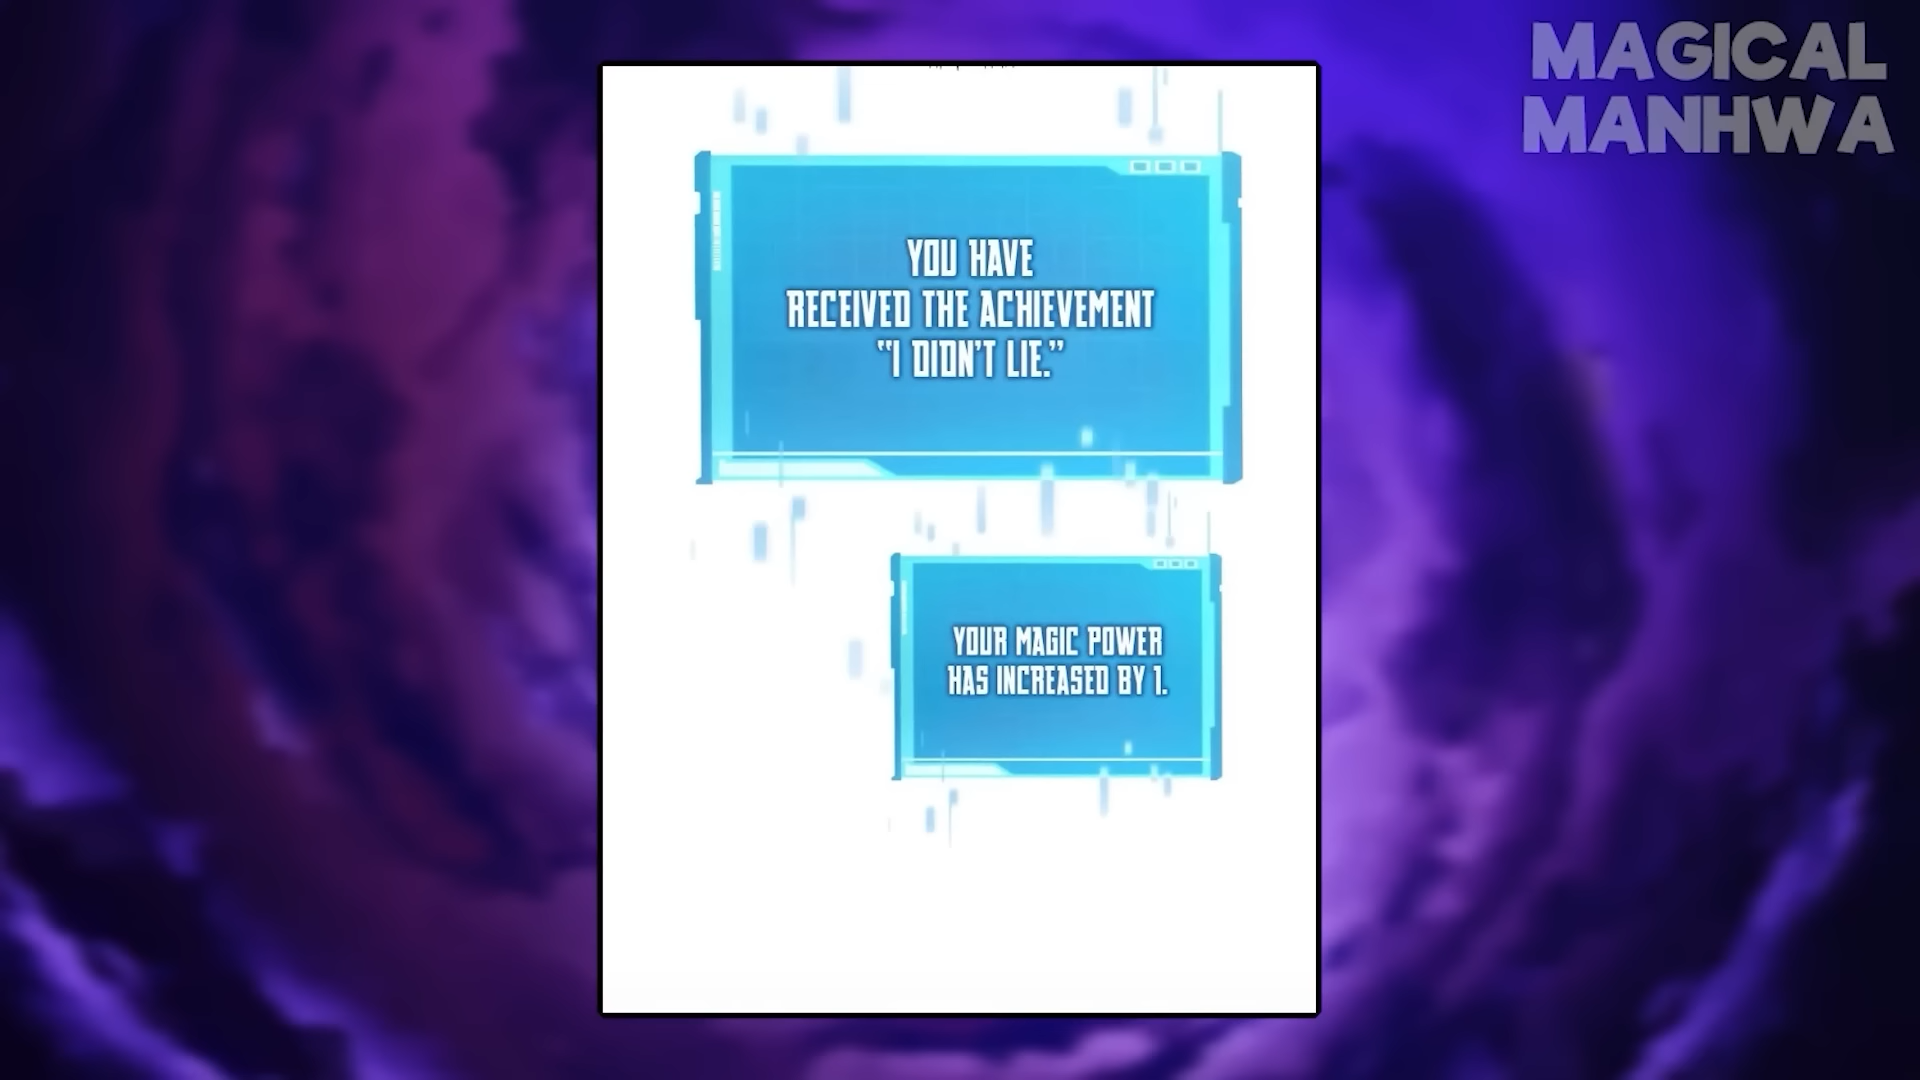 MAGICAL
MANHWA
YOU HAVE
RECEIVED THE ACHIEVEMENT
“I DIDN’T LIE.”
YOUR MAGIC POWER
HAS INCREASED BY 1.